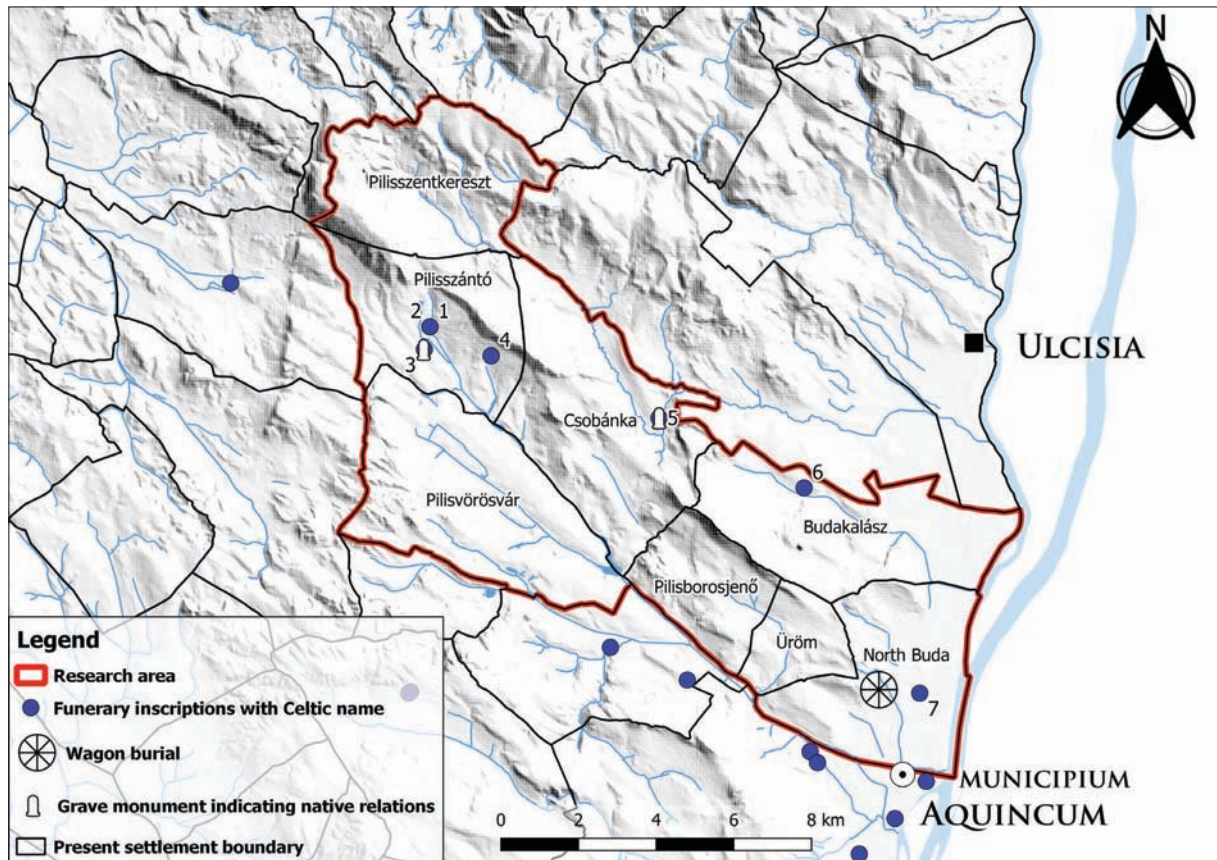 N
Pilisszentkereszt
Pilisszántó
2 1
3
4
ULCISIA
Csobánka
5
6
Pilisvörösvár
Budakalász
Pilisborosjenő
Üröm
North Buda
7
MUNICIPIUM
AQUINCUM
0 2 4 6 8 km
Legend
Research area
Funerary inscriptions with Celtic name
Wagon burial
Grave monument indicating native relations
Present settlement boundary